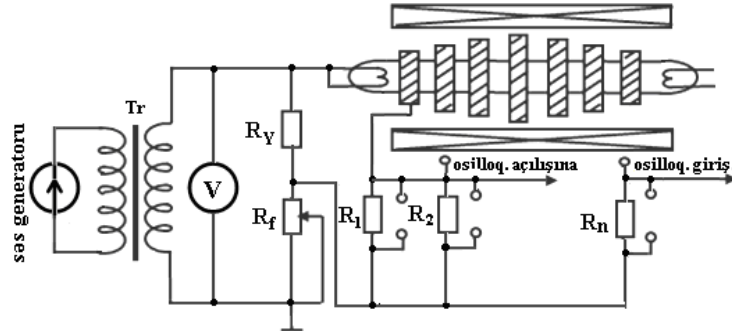 səs generatoru
Tr
V
R_Y
R_f
R_1
R_2
R_n
osilloq. açılışına
osilloq. giriş